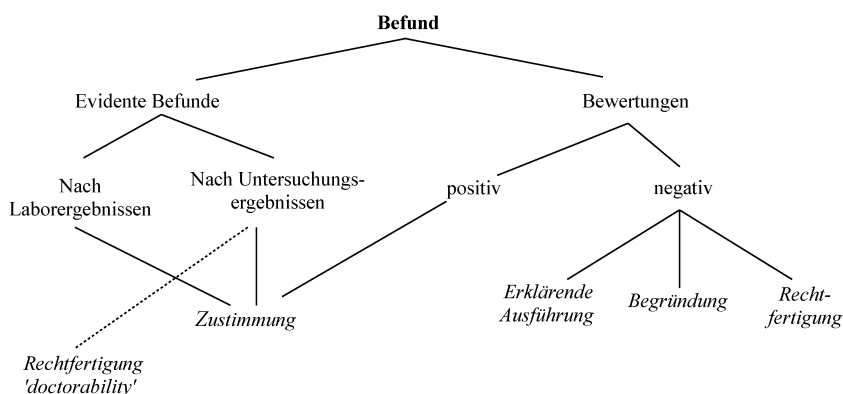 Befund
Evidente Befunde
Bewertungen
Nach
Laborergebnissen
Nach Untersuchungs-
ergebnissen
positiv
negativ
Zustimmung
Erklärende
Ausführung
Begründung
Recht-
fertigung
Rechtfertigung
'doctorability'